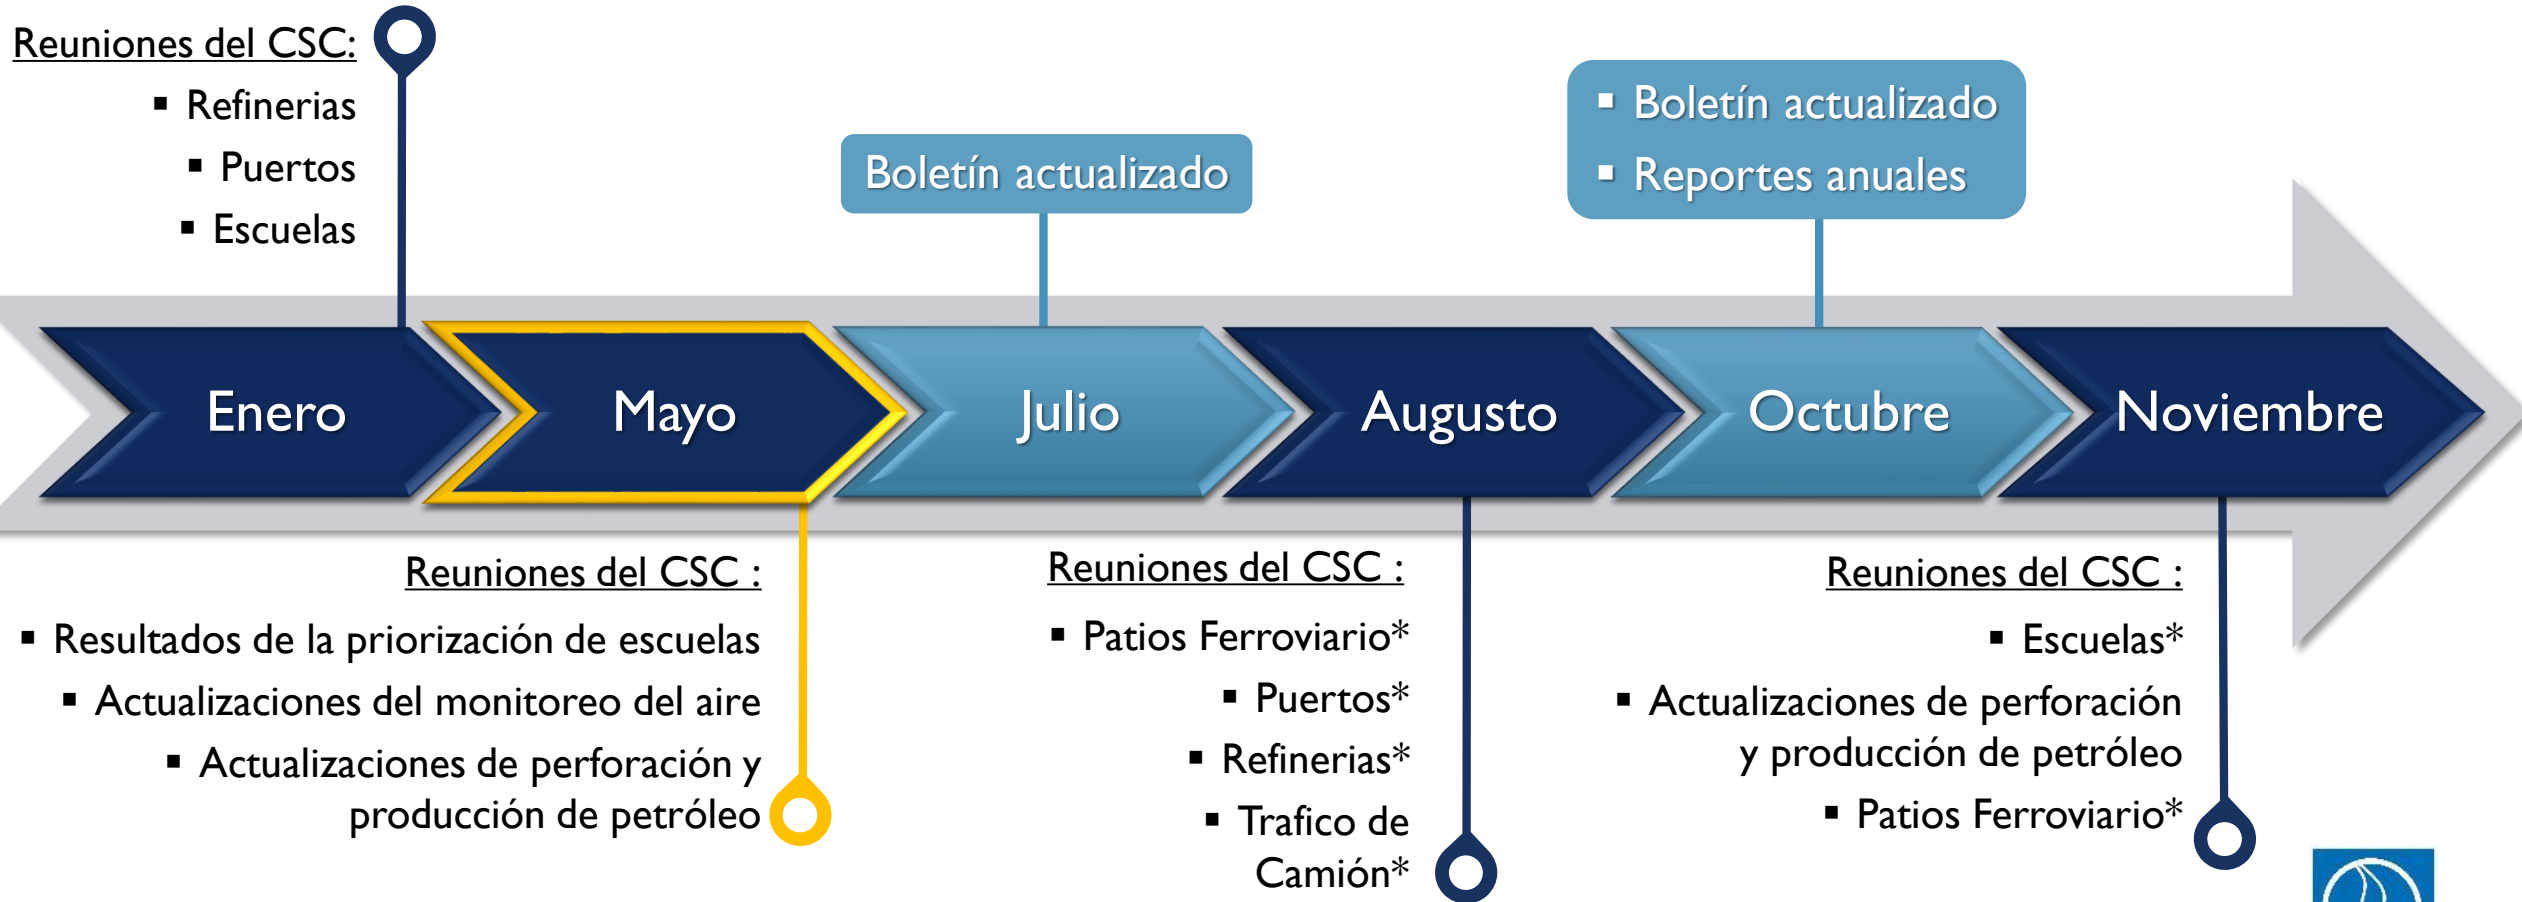 Reuniones del CSC:
▪ Refinerias
▪ Puertos
▪ Escuelas
Boletín actualizado
▪ Boletín actualizado
▪ Reportes anuales
Enero
Mayo
Julio
Augusto
Octubre
Noviembre
Reuniones del CSC :
▪ Resultados de la priorización de escuelas
▪ Actualizaciones del monitoreo del aire
▪ Actualizaciones de perforación y
producción de petróleo
Reuniones del CSC :
▪ Patios Ferroviario*
▪ Puertos*
▪ Refinerias*
▪ Trafico de
Camión*
Reuniones del CSC :
▪ Escuelas*
▪ Actualizaciones de perforación
y producción de petróleo
▪ Patios Ferroviario*